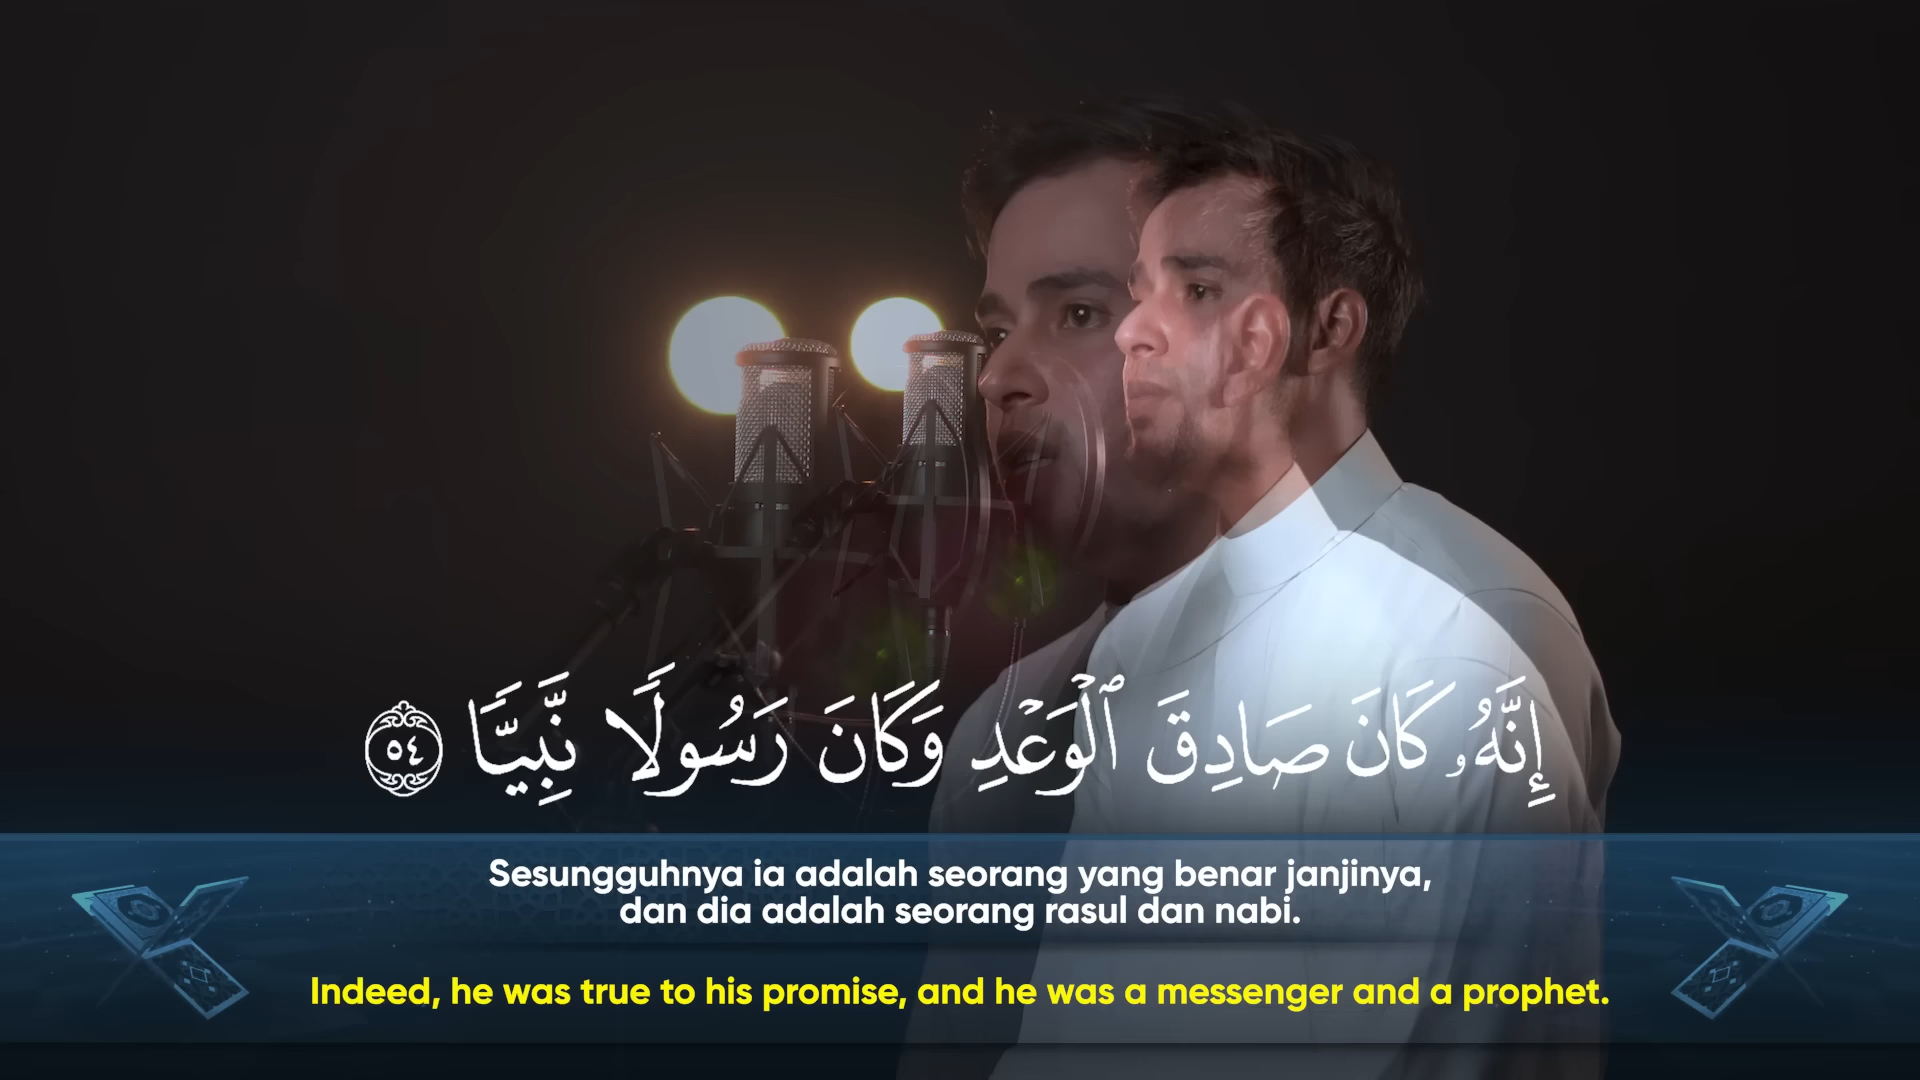 إِنَّهُۥ كَانَ صَادِقَ ٱلْوَعْدِ وَكَانَ رَسُولًا نَّبِيًّا ٥٤
Sesungguhnya ia adalah seorang yang benar janjinya,
dan dia adalah seorang rasul dan nabi.
Indeed, he was true to his promise, and he was a messenger and a prophet.